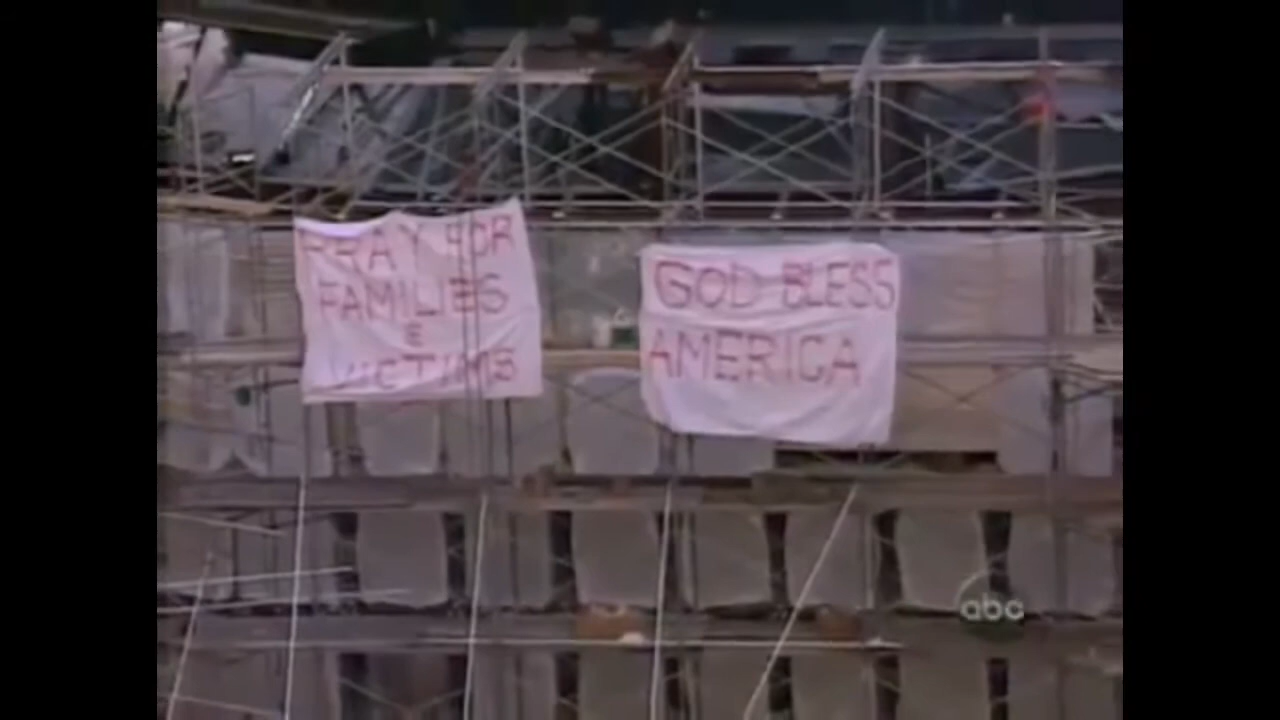 PRAY FOR
FAMILIES
&
VICTIMS
GOD BLESS
AMERICA
abc